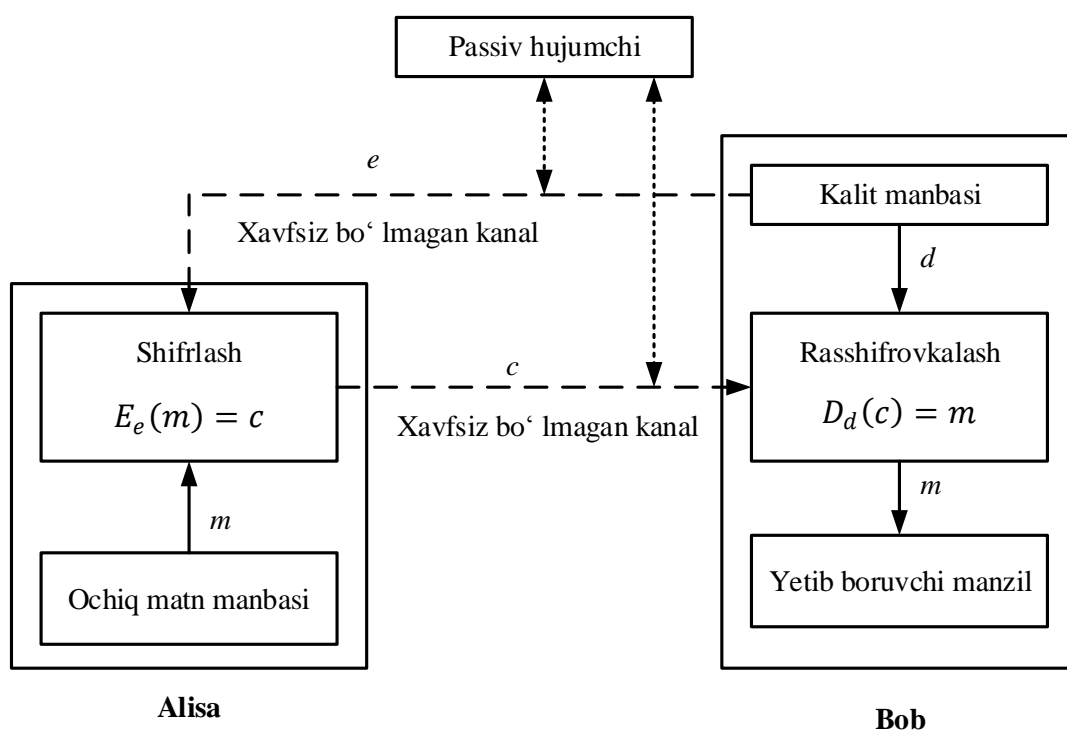 Passiv hujumchi
e
Kalit manbasi
Xavfsiz bo‘ lmagan kanal
d
Shifrlash
E_e(m) = c
c
Rasshifrovkalash
D_d(c) = m
Xavfsiz bo‘ lmagan kanal
m
m
Ochiq matn manbasi
Yetib boruvchi manzil
Alisa
Bob